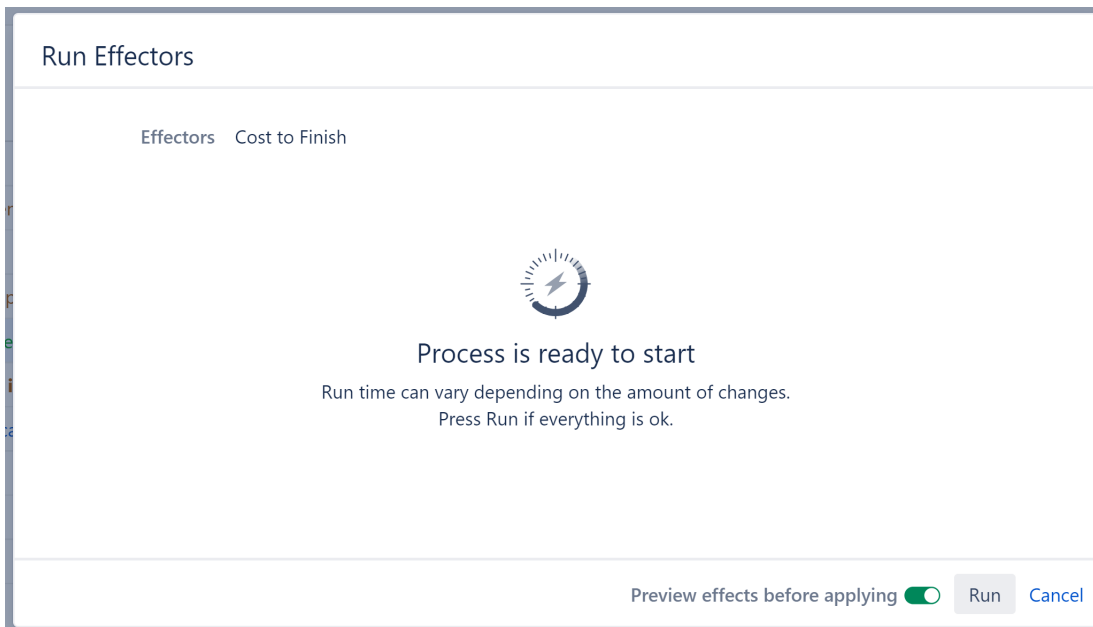 Run Effectors
Effectors Cost to Finish
Process is ready to start
Run time can vary depending on the amount of changes.
Press Run if everything is ok.
Preview effects before applying Run Cancel